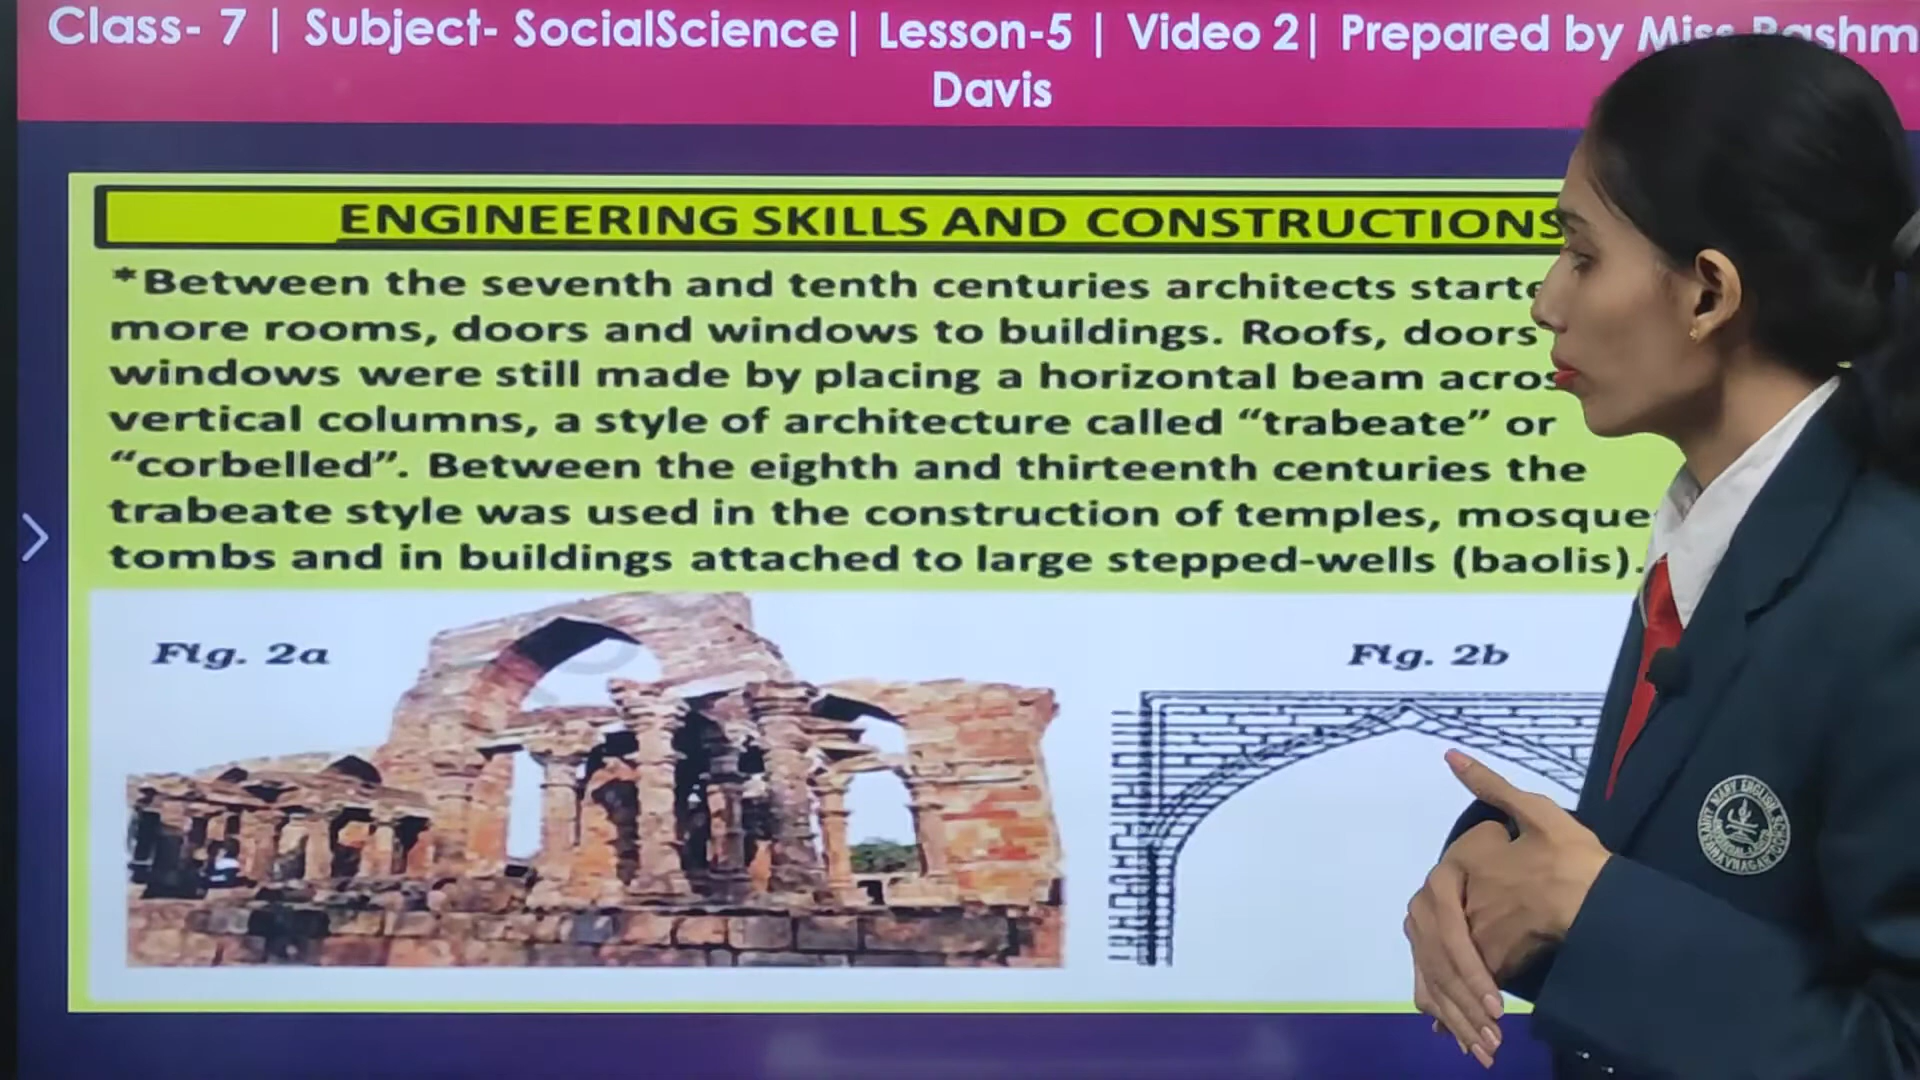 Class- 7 | Subject- SocialScience| Lesson-5 | Video 2| Prepared by Miss
Davis
ENGINEERING SKILLS AND CONSTRUCTIONS
*Between the seventh and tenth centuries architects
more rooms, doors and windows to buildings. Roofs, doors
windows were still made by placing a horizontal beam
vertical columns, a style of architecture called “trabeate” or
“corbelled”. Between the eighth and thirteenth centuries the
trabeate style was used in the construction of temples,
tombs and in buildings attached to large stepped-wells (baolis).
Fig. 2a
Fig. 2b